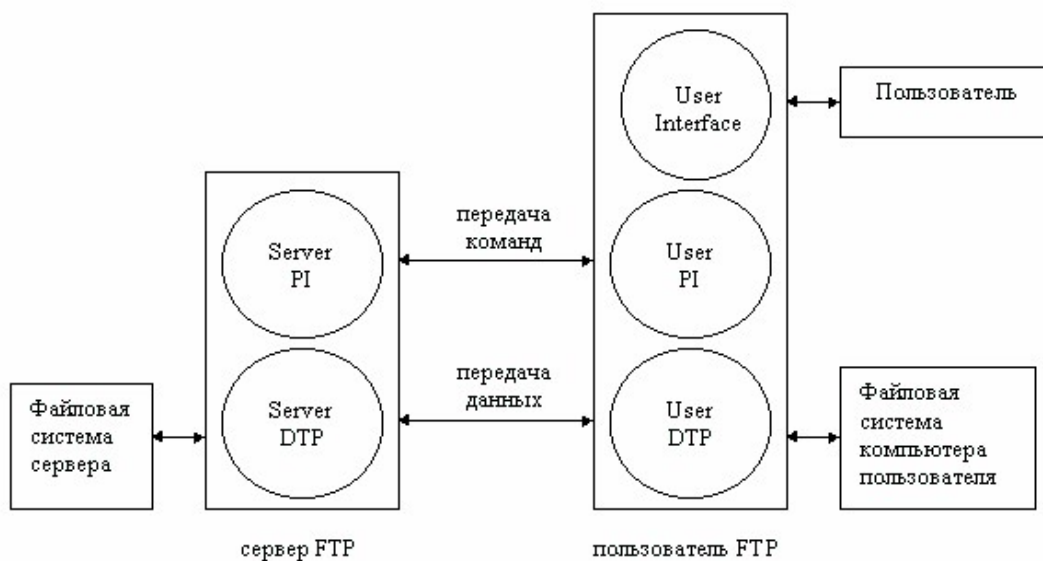 User
Interface
Пользователь
передача
команд
Server
PI
User
PI
передача
данных
Файловая
система
сервера
Server
DTP
User
DTP
Файловая
система
компьютера
пользователя
сервер FTP
пользователь FTP